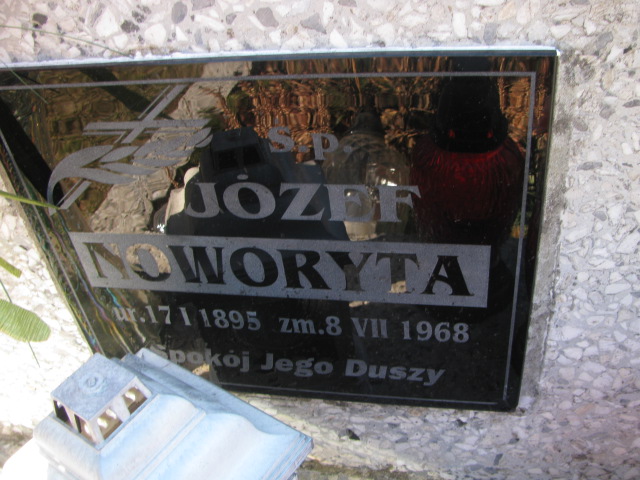 Ś.p.
JÓZEF
NOWORYTA
ur.17 I 1895 zm.8 VII 1968
Spokój Jego Duszy